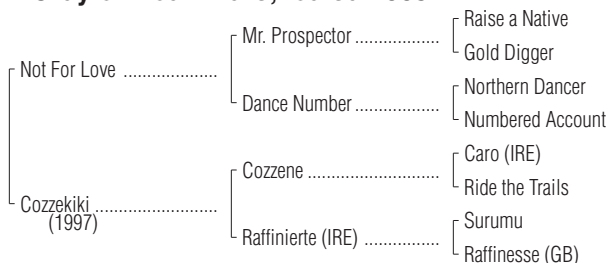 Raise a Native
Mr. Prospector ...................
Gold Digger
Not For Love .....................
Northern Dancer
Dance Number ...................
Numbered Account
Caro (IRE)
Cozzene ..............................
Ride the Trails
Cozzekiki ............................
(1997)
Surumu
Raffinierte (IRE) .................
Raffinesse (GB)